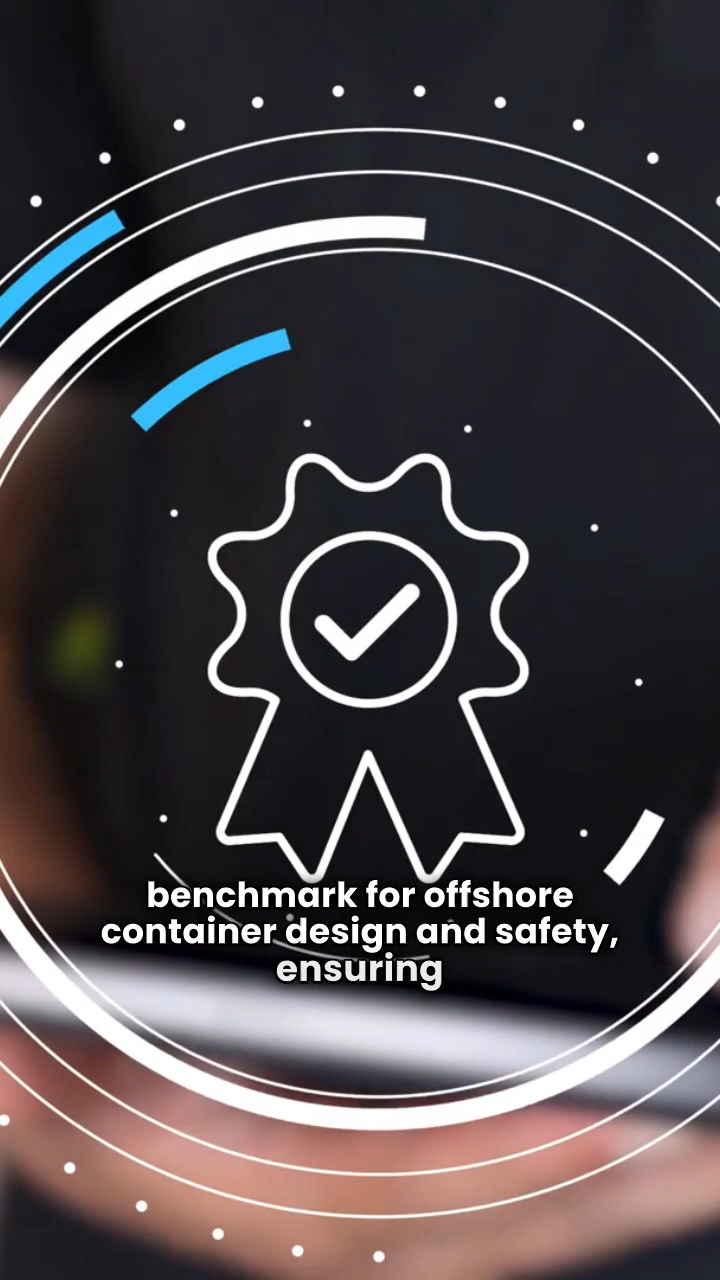 benchmark for offshore
container design and safety,
ensuring